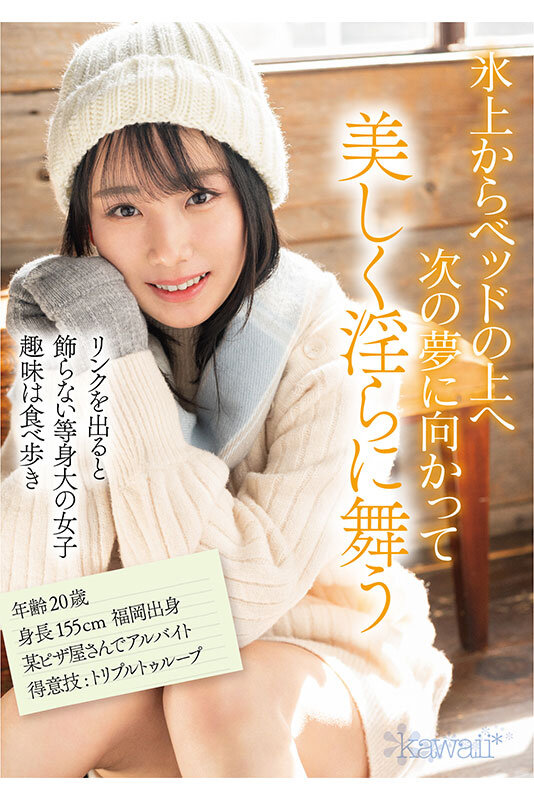 氷上からベッドの上へ
次の夢に向かって
美しく淫らに舞う
リンクを出ると
飾らない等身大の女子
趣味は食べ歩き
年齢20歳
身長155cm 福岡出身
某ピザ屋さんでアルバイト
得意技：トリプルトゥループ
kawaii*